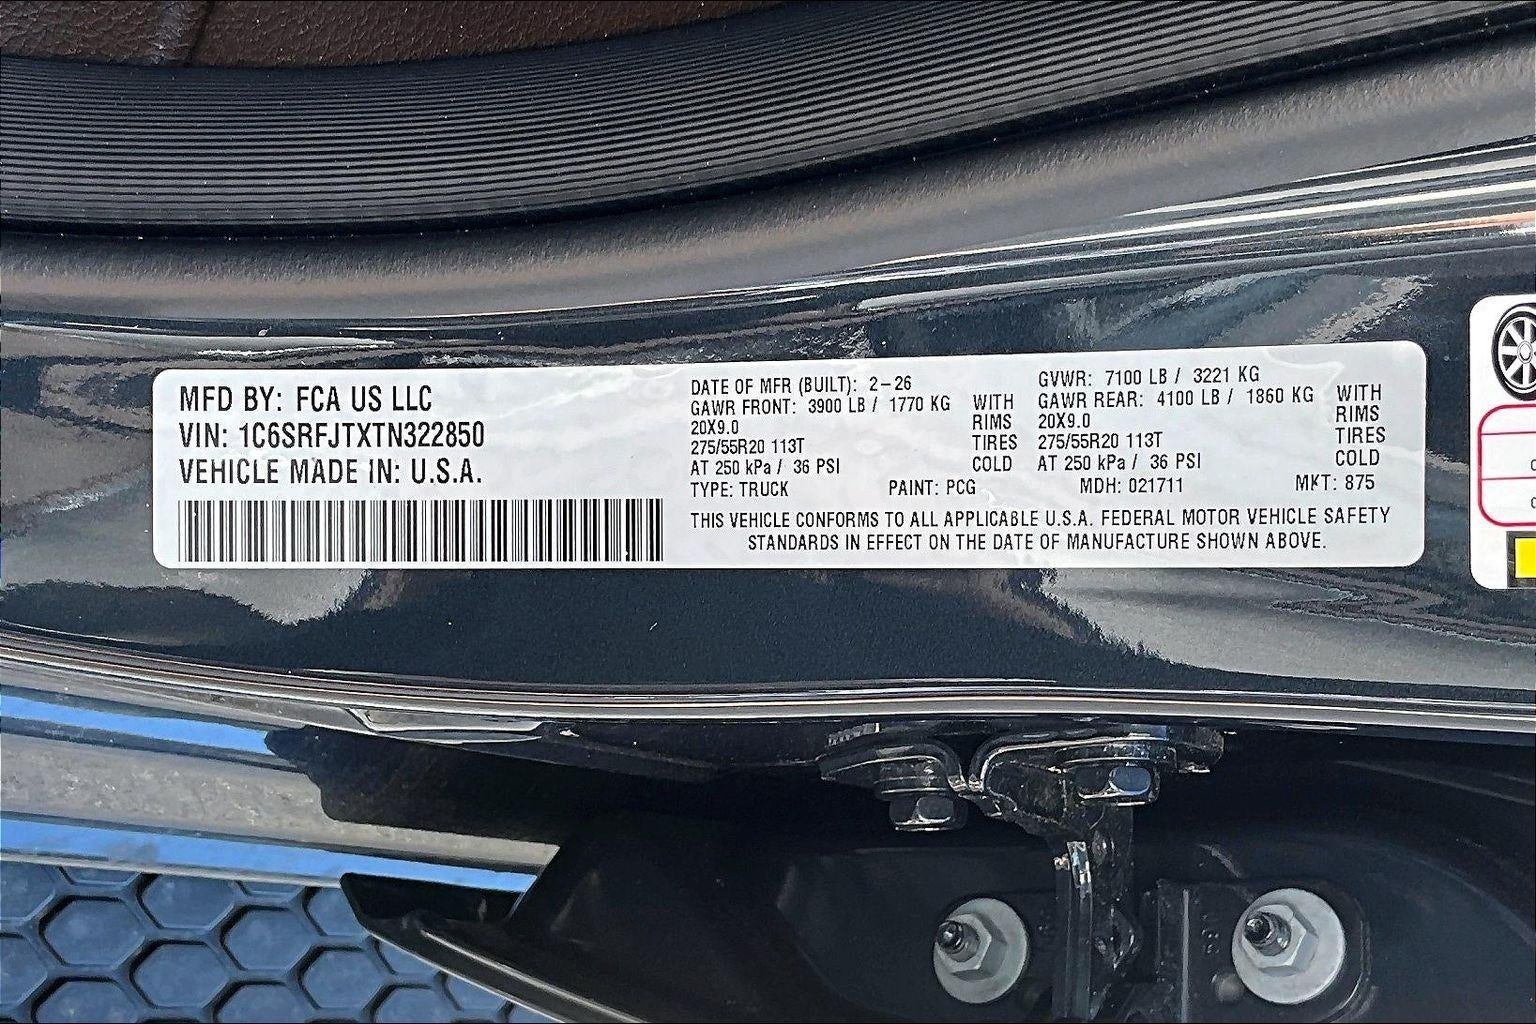 MFD BY: FCA US LLC
VIN: 1C6SRFJTXTN322850
VEHICLE MADE IN: U.S.A.
DATE OF MFR (BUILT): 2-26
GAWR FRONT: 3900 LB / 1770 KG WITH
20X9.0 RIMS
275/55R20 113T TIRES
AT 250 kPa / 36 PSI COLD
GVWR: 7100 LB / 3221 KG
GAWR REAR: 4100 LB / 1860 KG WITH
20X9.0 RIMS
275/55R20 113T TIRES
AT 250 kPa / 36 PSI COLD
TYPE: TRUCK PAINT: PCG MDH: 021711 MKT: 875
THIS VEHICLE CONFORMS TO ALL APPLICABLE U.S.A. FEDERAL MOTOR VEHICLE SAFETY
STANDARDS IN EFFECT ON THE DATE OF MANUFACTURE SHOWN ABOVE.